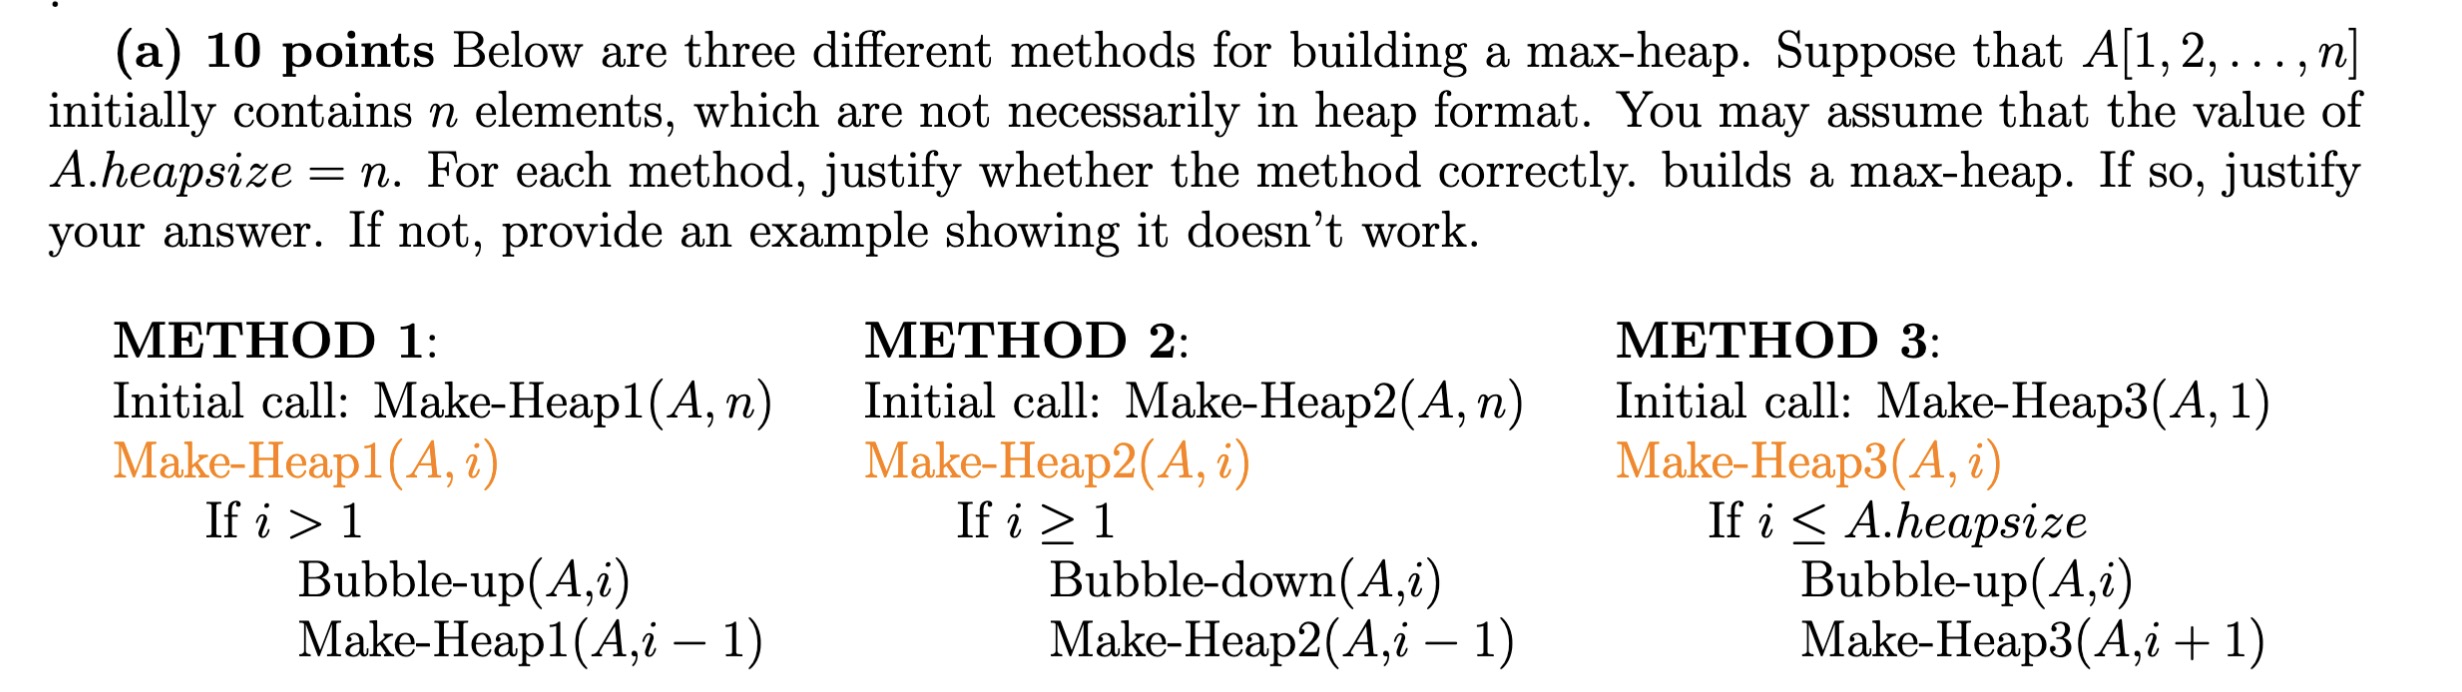 (a) 10 points Below are three different methods for building a max-heap. Suppose that A[1, 2, . . . , n]
initially contains n elements, which are not necessarily in heap format. You may assume that the value of
A.heapsize = n. For each method, justify whether the method correctly. builds a max-heap. If so, justify
your answer. If not, provide an example showing it doesn't work.
METHOD 1:
Initial call: Make-Heap1(A, n)
Make-Heap1(A, i)
If i > 1
Bubble-up(A,i)
Make-Heap1(A,i − 1)
METHOD 2:
Initial call: Make-Heap2(A, n)
Make-Heap2(A, i)
If i ≥ 1
Bubble-down(A,i)
Make-Heap2(A,i − 1)
METHOD 3:
Initial call: Make-Heap3(A, 1)
Make-Heap3(A, i)
If i ≤ A.heapsize
Bubble-up(A,i)
Make-Heap3(A,i + 1)